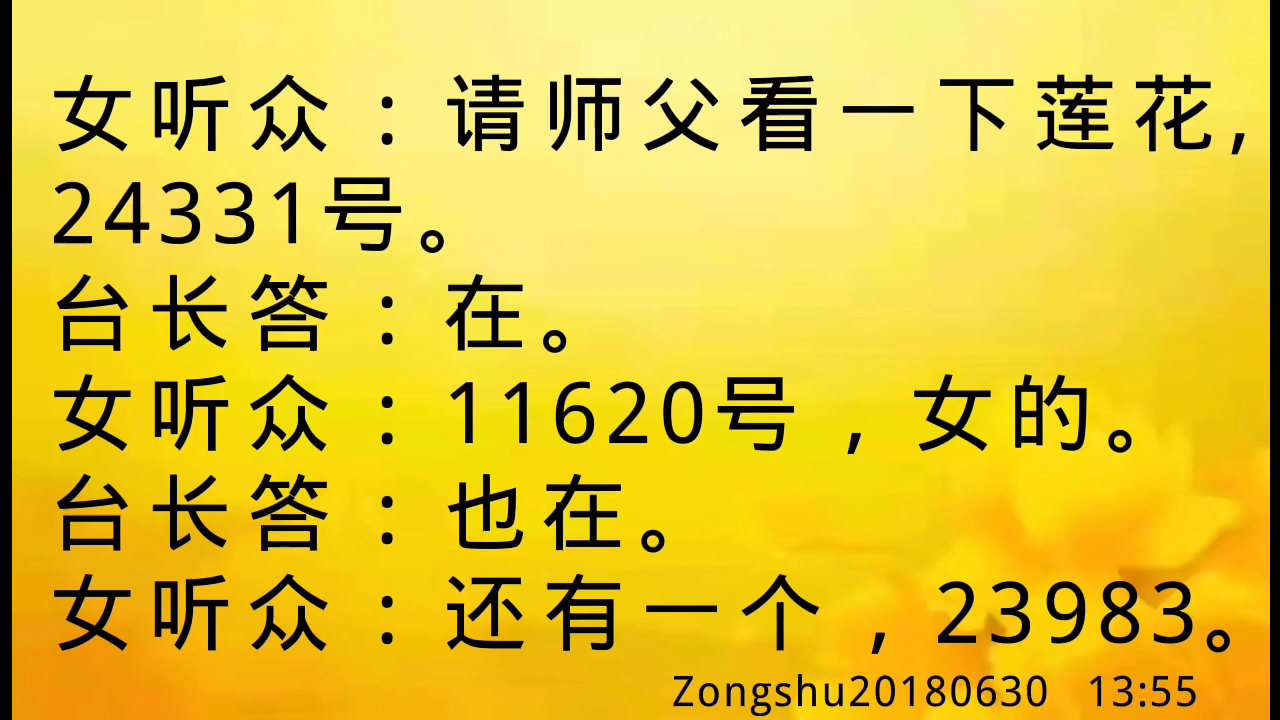 女听众：请师父看一下莲花,
24331号。
台长答：在。
女听众：11620号，女的。
台长答：也在。
女听众：还有一个，23983。
Zongshu20180630 13:55